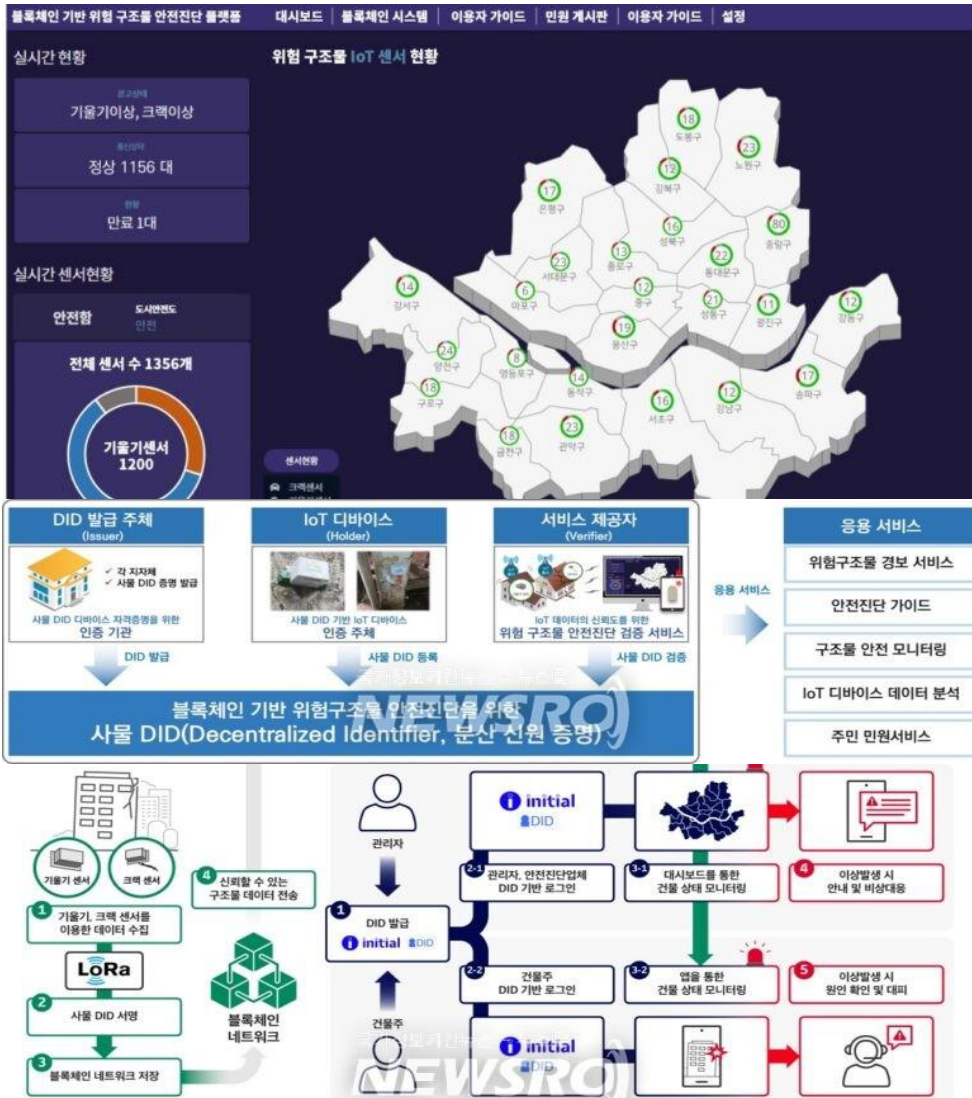 블록체인 기반 위험 구조물 안전진단 플랫폼
대시보드 | 블록체인 시스템 | 이용자 가이드 | 민원 게시판 | 이용자 가이드 | 설정
실시간 현황
경고상태
기울기이상, 크랙이상
통신상태
정상 1156 대
현황
만료 1대
실시간 센서현황
안전함
도시안전도
안전
전체 센서 수 1356개
기울기센서
1200
위험 구조물 IoT 센서 현황
18
도봉구
23
노원구
12
강북구
17
은평구
16
성북구
80
중랑구
13
종로구
22
동대문구
23
서대문구
14
강서구
6
마포구
12
중구
21
성동구
11
광진구
12
강동구
19
용산구
24
양천구
8
영등포구
14
동작구
18
구로구
16
서초구
12
강남구
17
송파구
18
금천구
23
관악구
센서현황
크랙센서
DID 발급 주체
(Issuer)
✓ 각 지자체
✓ 사물 DID 증명 발급
사물 DID 디바이스 자격증명을 위한
인증 기관
DID 발급
IoT 디바이스
(Holder)
사물 DID 기반 IoT 디바이스
인증 주체
사물 DID 등록
서비스 제공자
(Verifier)
IoT 데이터의 신뢰도를 위한
위험 구조물 안전진단 검증 서비스
사물 DID 검증
블록체인 기반 위험구조물 안전진단을 위한
사물 DID(Decentralized Identifier, 분산 신원 증명)
NEWSRO
응용 서비스
응용 서비스
위험구조물 경보 서비스
안전진단 가이드
구조물 안전 모니터링
IoT 디바이스 데이터 분석
주민 민원서비스
기울기 센서
크랙 센서
1
기울기, 크랙 센서를
이용한 데이터 수집
LoRa
2
사물 DID 서명
3
블록체인 네트워크 저장
4
신뢰할 수 있는
구조물 데이터 전송
블록체인
네트워크
관리자
1
DID 발급
initial DID
건물주
initial
DID
2-1
관리자, 안전진단업체
DID 기반 로그인
3-1
대시보드를 통한
건물 상태 모니터링
4
이상발생 시
안내 및 비상대응
2-2
건물주
DID 기반 로그인
3-2
앱을 통한
건물 상태 모니터링
5
이상발생 시
원인 확인 및 대피
initial
DID
NEWSRO